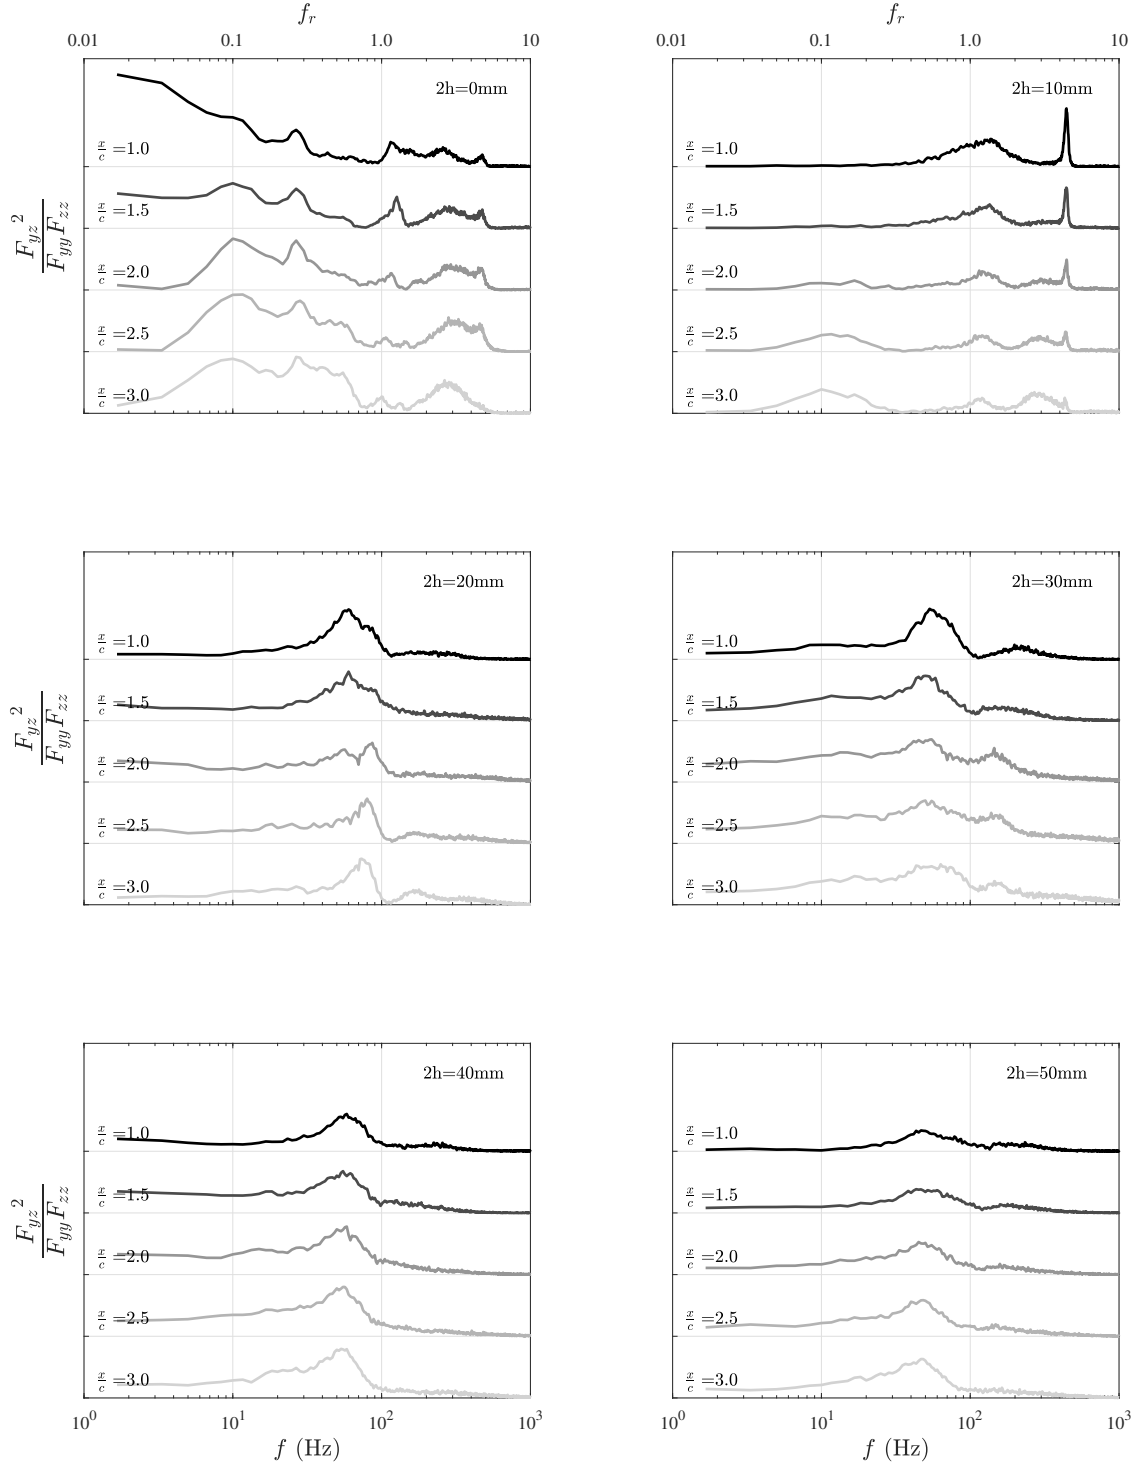 f_r f_r
0.01 0.1 1.0 10 0.01 0.1 1.0 10
2h=0mm 2h=10mm
x/c =1.0 x/c =1.0
x/c =1.5 x/c =1.5
F_yz^2 / F_yy F_zz
x/c =2.0 x/c =2.0
x/c =2.5 x/c =2.5
x/c =3.0 x/c =3.0
2h=20mm 2h=30mm
x/c =1.0 x/c =1.0
x/c =1.5 x/c =1.5
F_yz^2 / F_yy F_zz
x/c =2.0 x/c =2.0
x/c =2.5 x/c =2.5
x/c =3.0 x/c =3.0
2h=40mm 2h=50mm
x/c =1.0 x/c =1.0
x/c =1.5 x/c =1.5
F_yz^2 / F_yy F_zz
x/c =2.0 x/c =2.0
x/c =2.5 x/c =2.5
x/c =3.0 x/c =3.0
10^0 10^1 10^2 10^3 10^0 10^1 10^2 10^3
f (Hz) f (Hz)